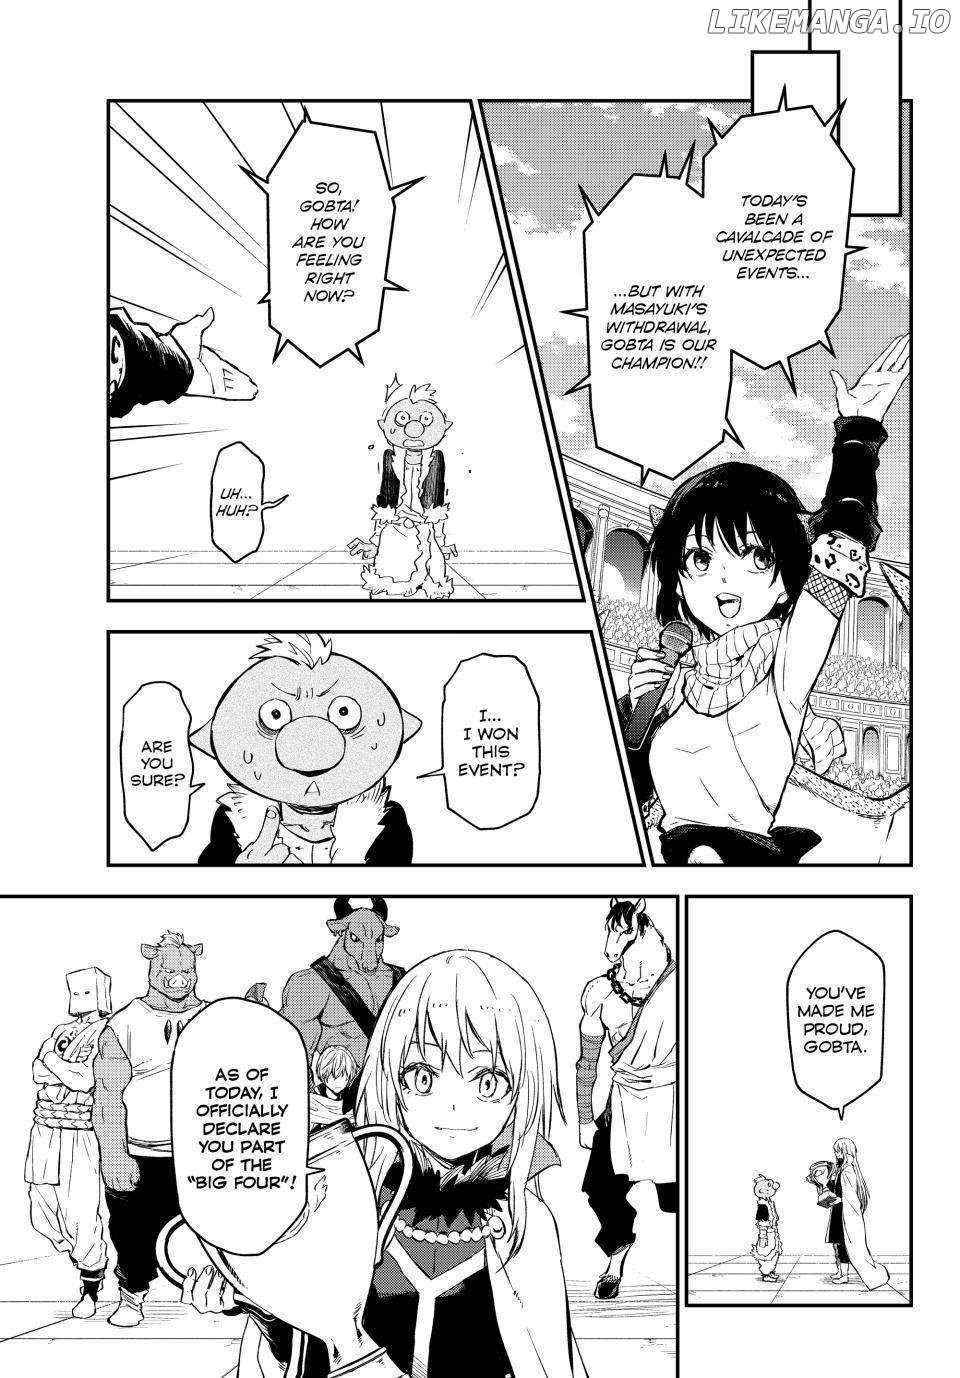 LIKEMANGA.IO
TODAY'S
BEEN A
CAVALCADE OF
UNEXPECTED
EVENTS...
...BUT WITH
MASAYUKI'S
WITHDRAWAL,
GOBTA IS OUR
CHAMPION!!
SO,
GOBTA!
HOW
ARE YOU
FEELING
RIGHT
NOW?
UH...
HUH?
I...
I WON
THIS
EVENT?
ARE
YOU
SURE?
YOU'VE
MADE ME
PROUD,
GOBTA.
AS OF
TODAY, I
OFFICIALLY
DECLARE
YOU PART
OF THE
"BIG FOUR"!